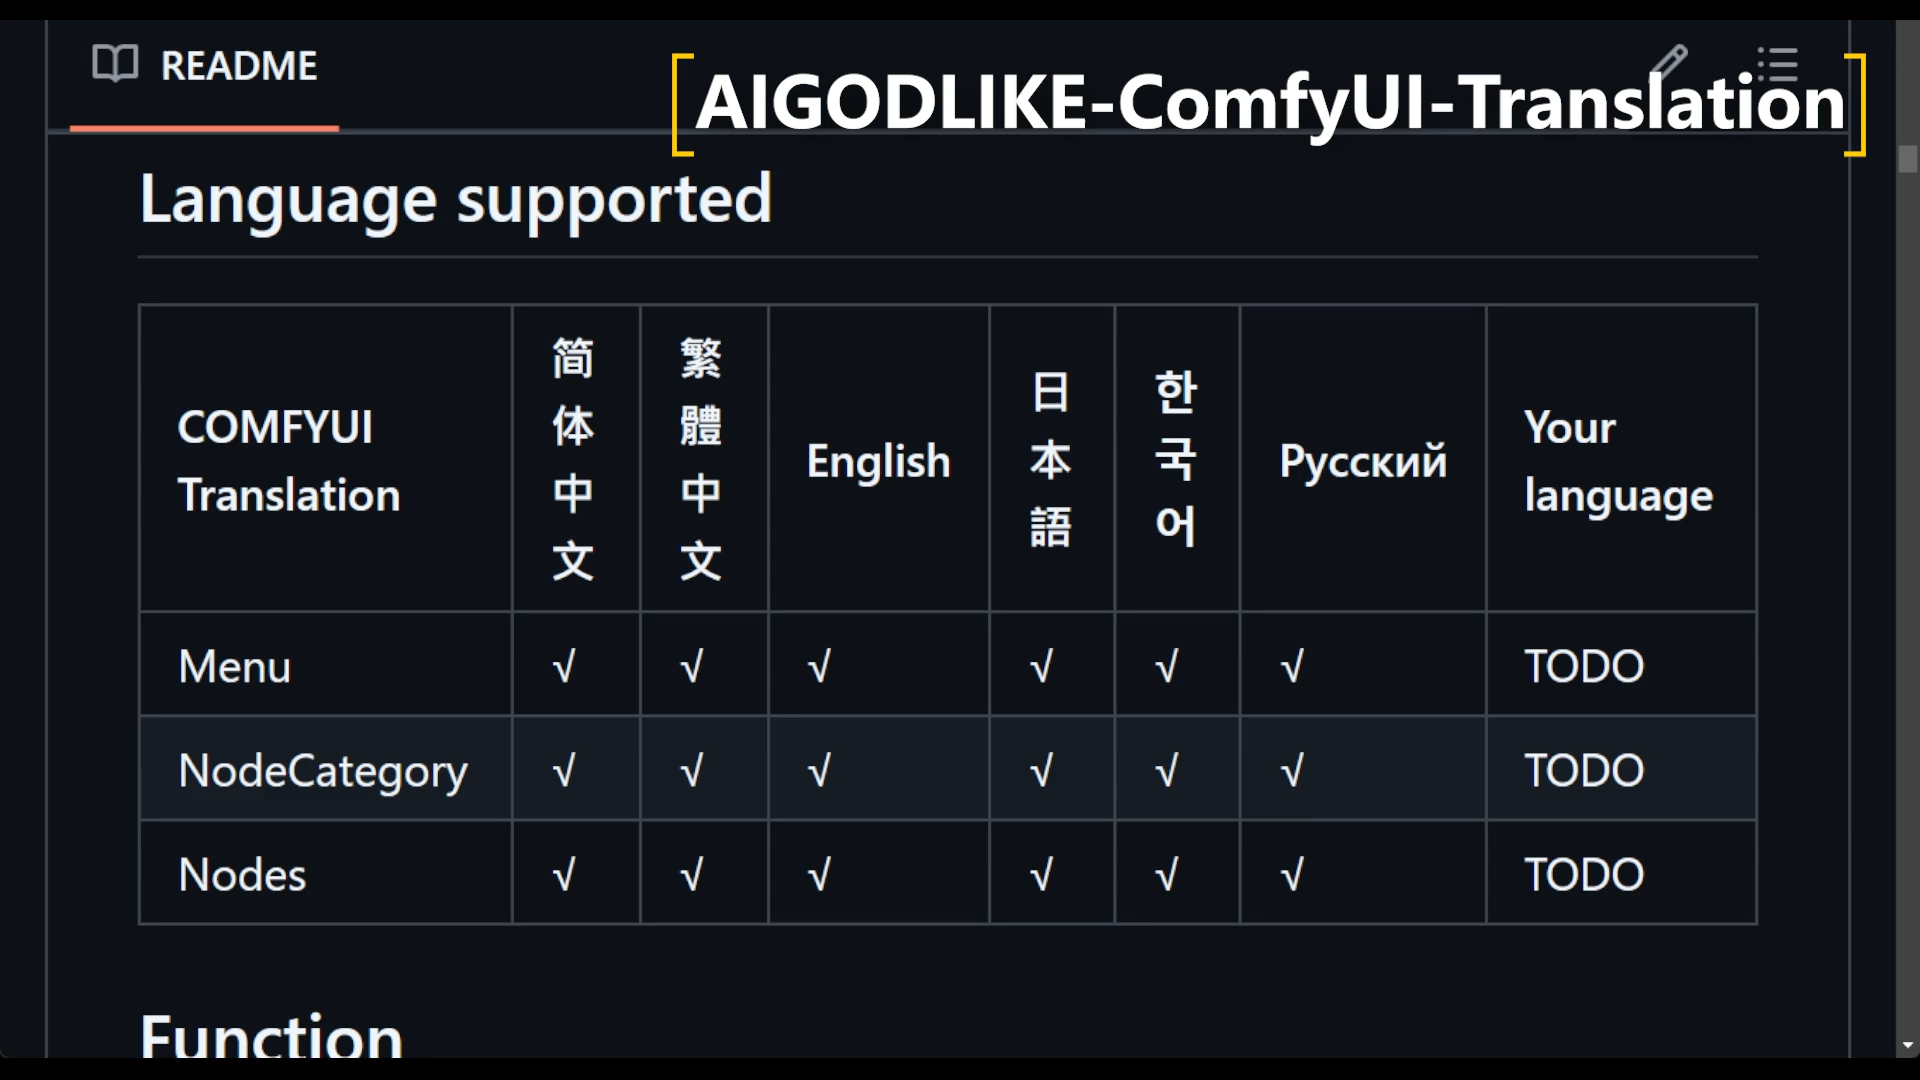 README
AIGODLIKE-ComfyUI-Translation
Language supported
COMFYUI Translation 简体中文 繁體中文 English 日本語 한국어 Русский Your language
Menu √ √ √ √ √ √ TODO
NodeCategory √ √ √ √ √ √ TODO
Nodes √ √ √ √ √ √ TODO
Function